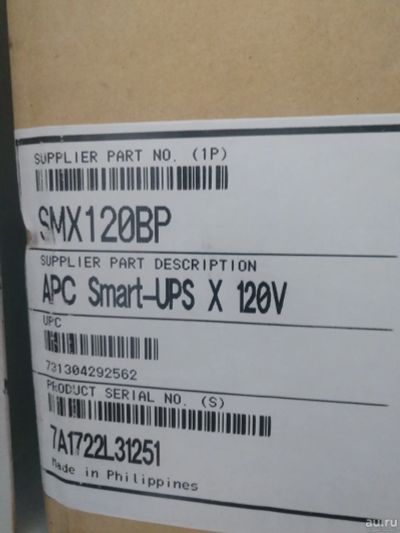 SUPPLIER PART NO. (1P)
SMX120BP
SUPPLIER PART DESCRIPTION
APC Smart-UPS X 120V
UPC
731304292562
PRODUCT SERIAL NO. (S)
7A1722L31251
Made in Philippines
au.ru